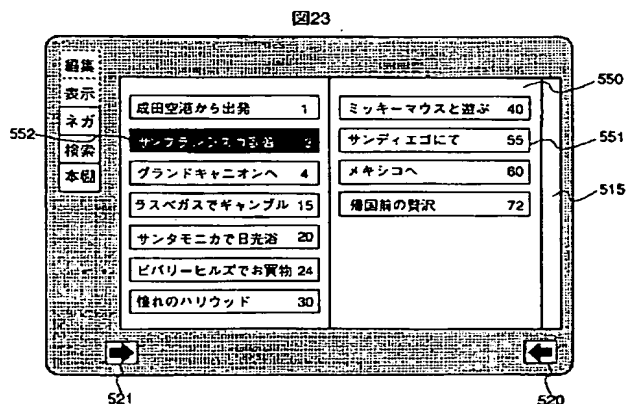 図23
編集
表示
ネガ
検索
本棚
成田空港から出発 1
サンフランシスコ
グランドキャニオンへ 4
ラスベガスでギャンブル 15
サンタモニカで日光浴 20
ビバリーヒルズでお買物 24
憧れのハリウッド 30
ミッキーマウスと遊ぶ 40
サンディエゴにて 55
メキシコへ 60
帰国前の贅沢 72
550
551
515
552
521
520